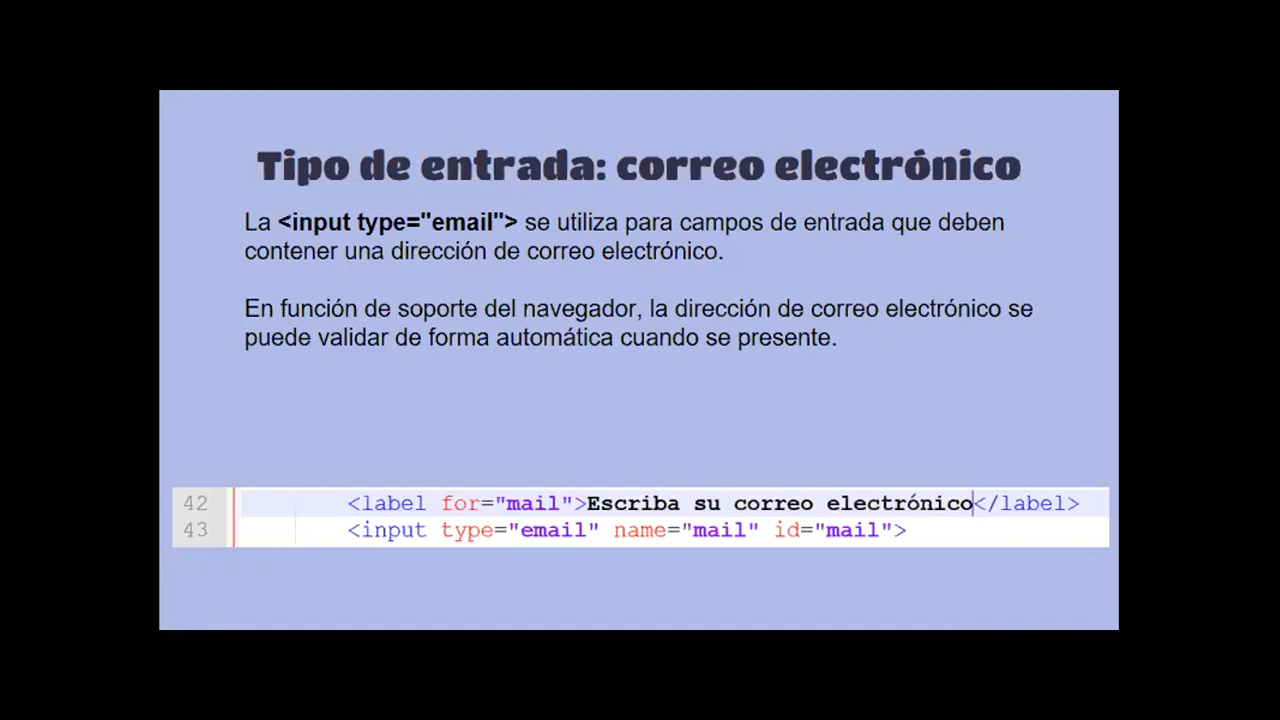 Tipo de entrada: correo electrónico
La <input type="email"> se utiliza para campos de entrada que deben
contener una dirección de correo electrónico.
En función de soporte del navegador, la dirección de correo electrónico se
puede validar de forma automática cuando se presente.
42 <label for="mail">Escriba su correo electrónico</label>
43 <input type="email" name="mail" id="mail">